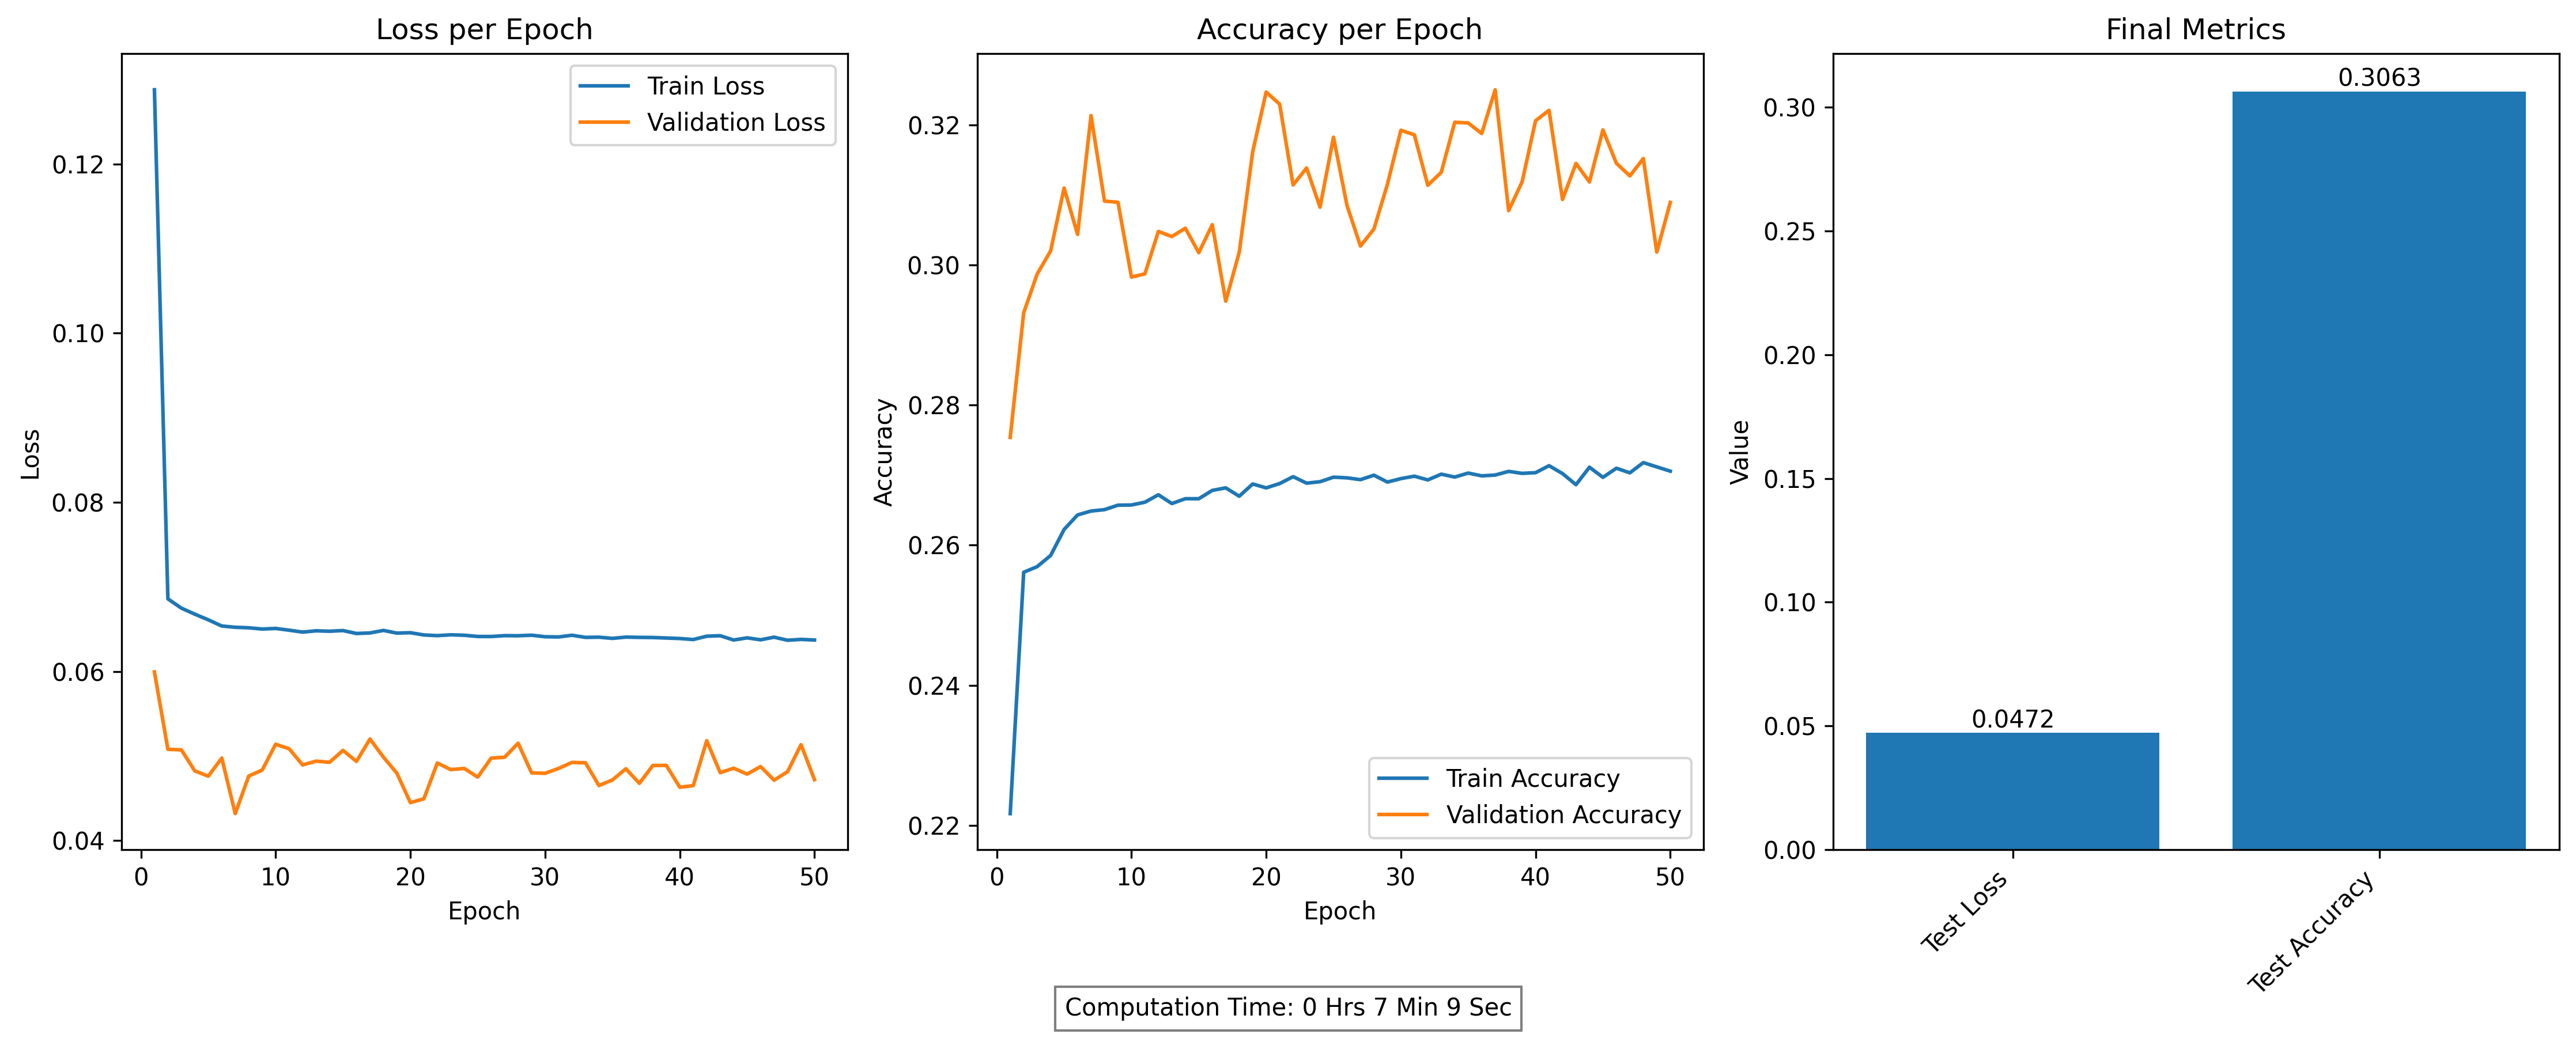 Loss per Epoch
Train Loss
Validation Loss
0.12
0.10
0.08
0.06
0.04
Loss
0
10
20
30
40
50
Epoch
Accuracy per Epoch
0.32
0.30
0.28
0.26
0.24
0.22
Accuracy
Train Accuracy
Validation Accuracy
0
10
20
30
40
50
Epoch
Final Metrics
0.3063
0.0472
0.30
0.25
0.20
0.15
0.10
0.05
0.00
Value
Test Loss
Test Accuracy
Computation Time: 0 Hrs 7 Min 9 Sec